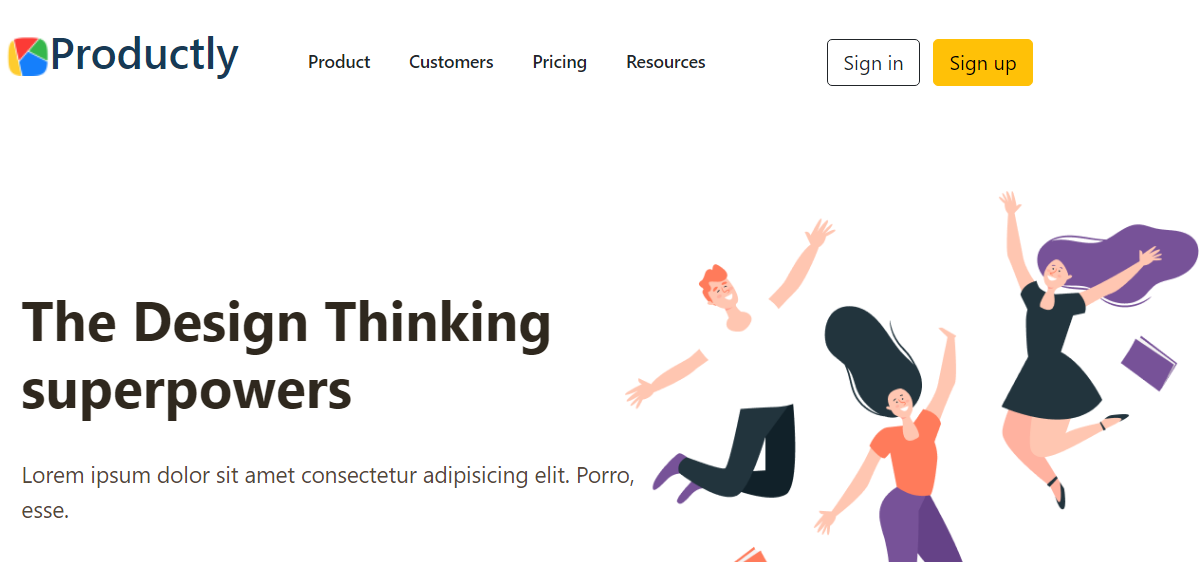 Productly
Product
Customers
Pricing
Resources
Sign in
Sign up
The Design Thinking
superpowers
Lorem ipsum dolor sit amet consectetur adipisicing elit. Porro,
esse.